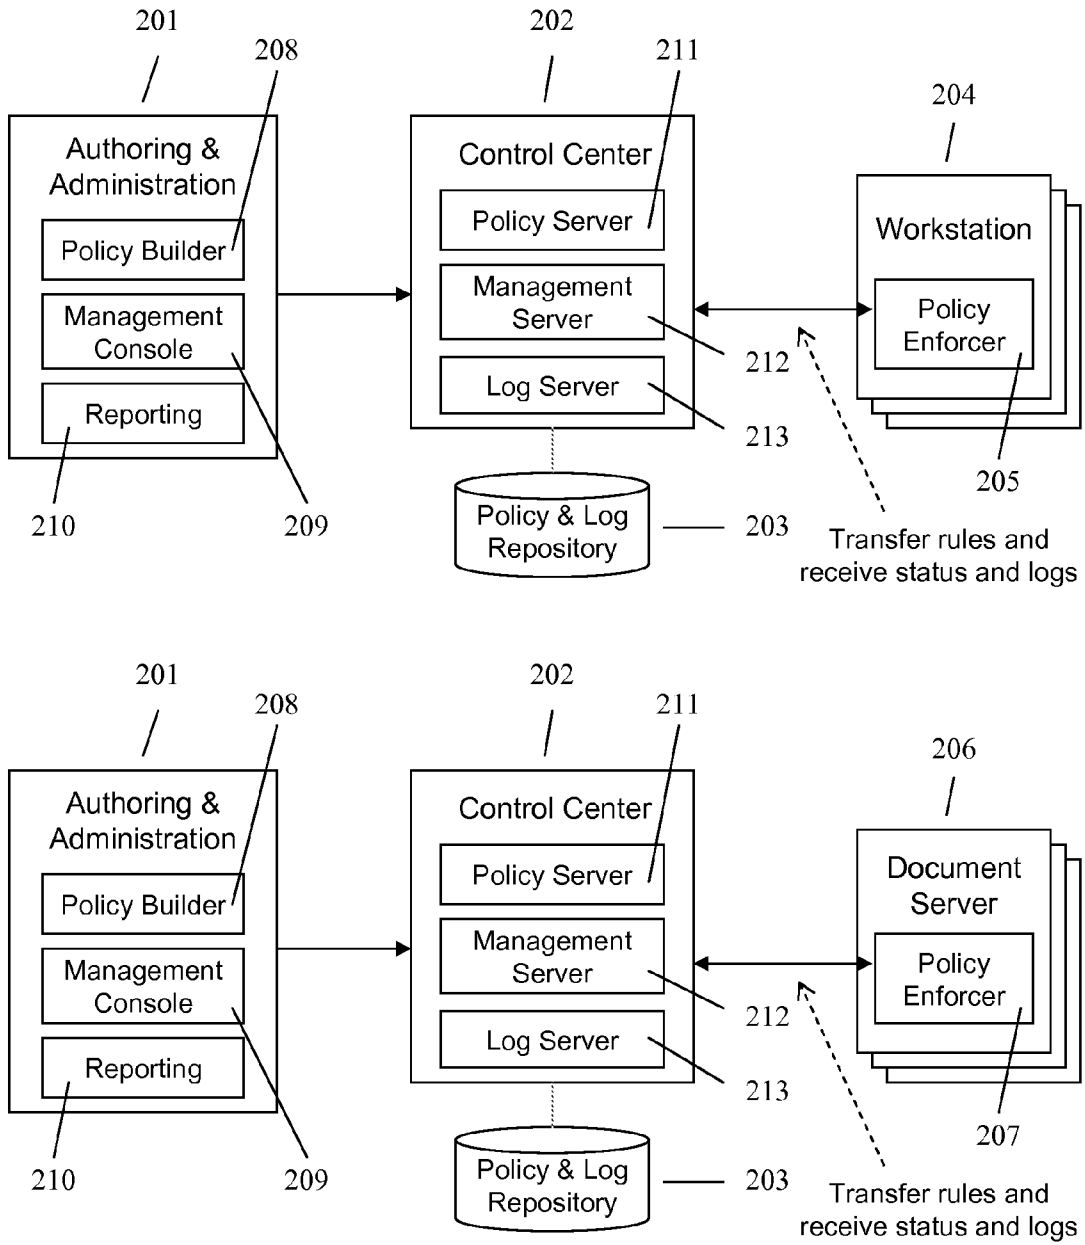 201
202
208
211
204
Authoring &
Administration
Policy Builder
Management
Console
Reporting
210
209
Control Center
Policy Server
Management
Server
Log Server
212
213
Policy & Log
Repository
203
Workstation
Policy
Enforcer
205
Transfer rules and
receive status and logs
201
202
208
211
206
Authoring &
Administration
Policy Builder
Management
Console
Reporting
210
209
Control Center
Policy Server
Management
Server
Log Server
212
213
Policy & Log
Repository
203
Document
Server
Policy
Enforcer
207
Transfer rules and
receive status and logs